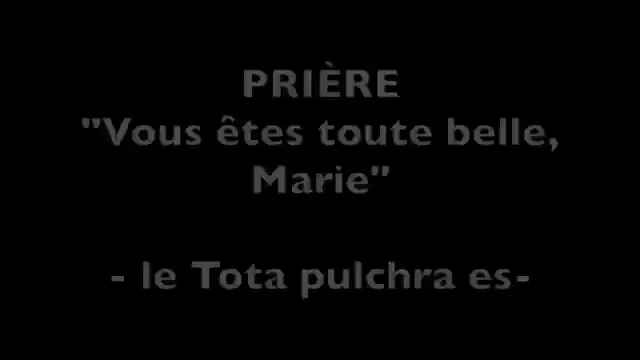 PRIÈRE
"Vous êtes toute belle,
Marie"
- le Tota pulchra es-